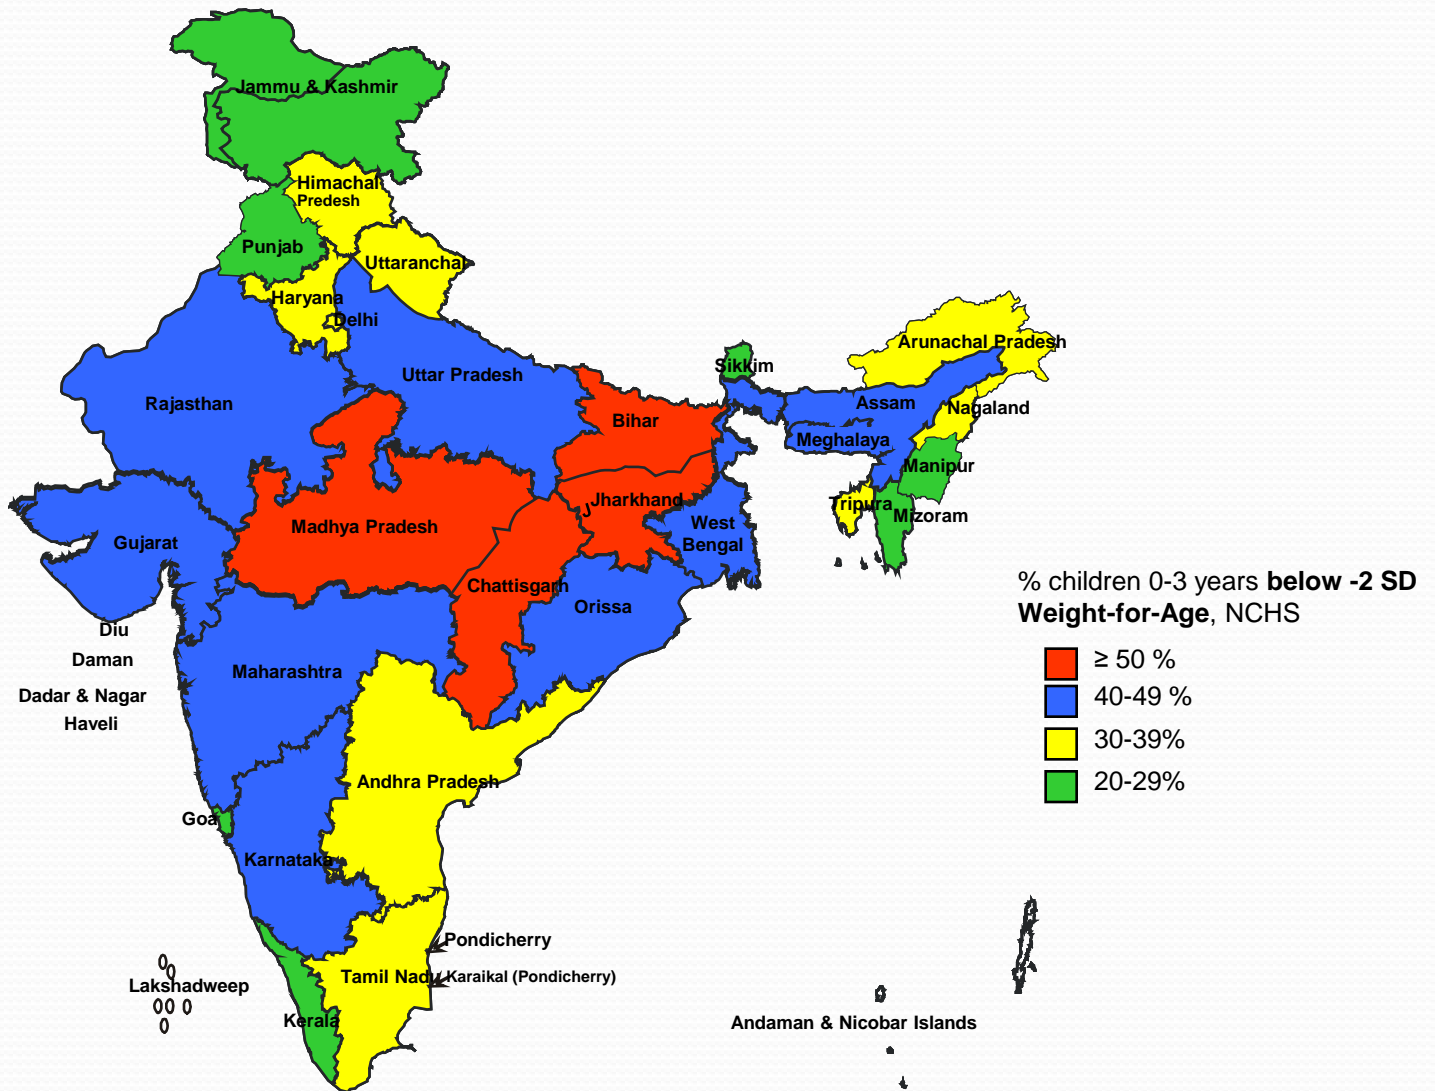 Jammu & Kashmir
Himachal
Predesh
Punjab
Uttaranchal
Haryana
Delhi
Arunachal Pradesh
Sikkim
Uttar Pradesh
Rajasthan
Assam
Nagaland
Bihar
Meghalaya
Manipur
Jharkhand
J
Tripura
Mizoram
Madhya Pradesh
West
Bengal
Gujarat
Chattisgarh
Orissa
% children 0-3 years below -2 SD
Weight-for-Age, NCHS
≥ 50 %
40-49 %
30-39%
20-29%
Diu
Daman
Maharashtra
Dadar & Nagar
Haveli
Andhra Pradesh
Goa
Karnataka
Pondicherry
Tamil Nadu
Karaikal (Pondicherry)
Lakshadweep
Kerala
Andaman & Nicobar Islands